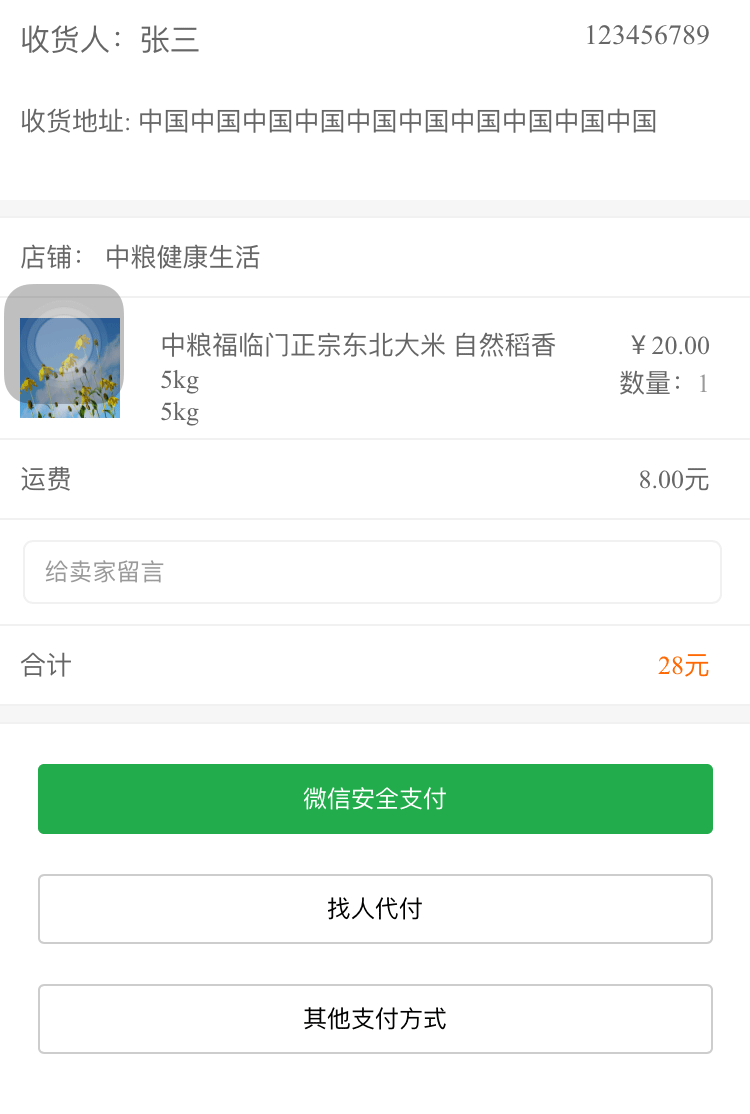 收货人：张三 123456789
收货地址: 中国中国中国中国中国中国中国中国中国中国
店铺： 中粮健康生活
中粮福临门正宗东北大米 自然稻香 ￥20.00
5kg 数量：1
5kg
运费 8.00元
给卖家留言
合计 28元
微信安全支付
找人代付
其他支付方式